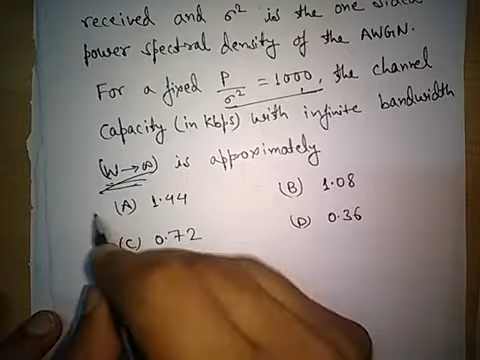 received and σ² is the one sided
power spectral density of the AWGN.
For a fixed P/σ² = 1000, the channel
capacity (in kbps) with infinite bandwidth
(W→∞) is approximately
(A) 1.44 (B) 1.08
(C) 0.72 (D) 0.36